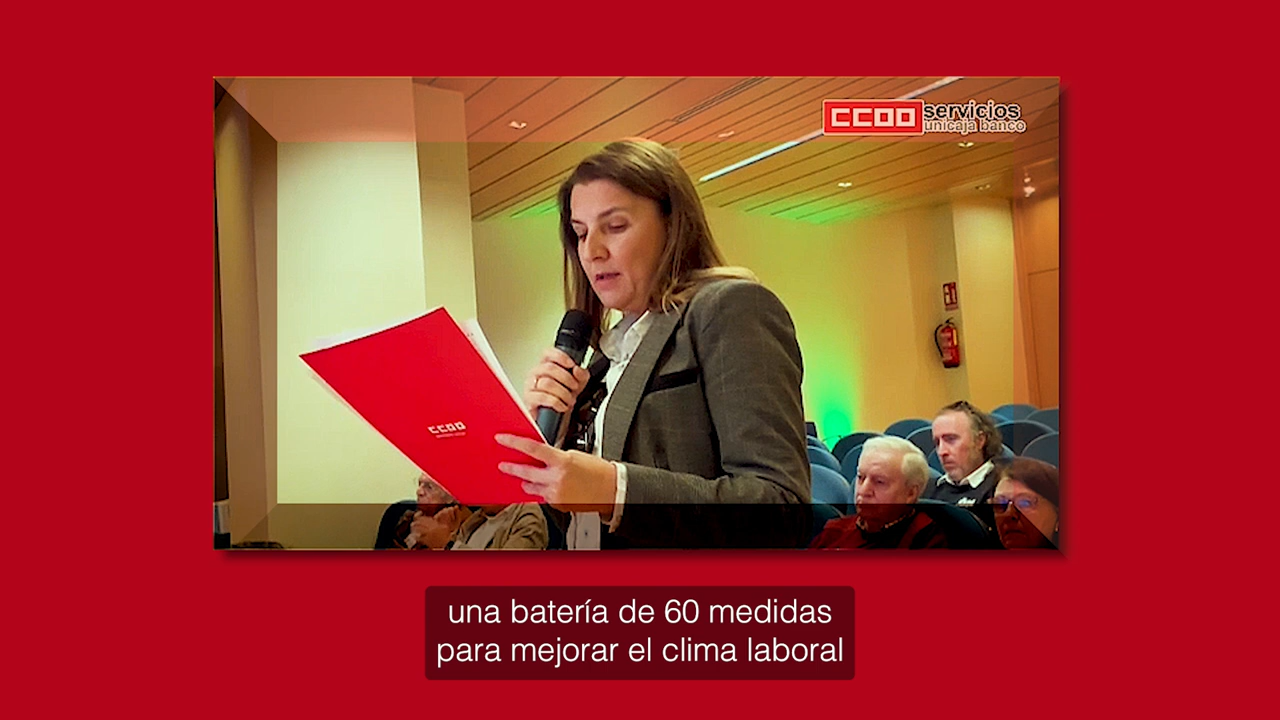 CCOO servicios
unicaja banco
CCOO
una batería de 60 medidas
para mejorar el clima laboral